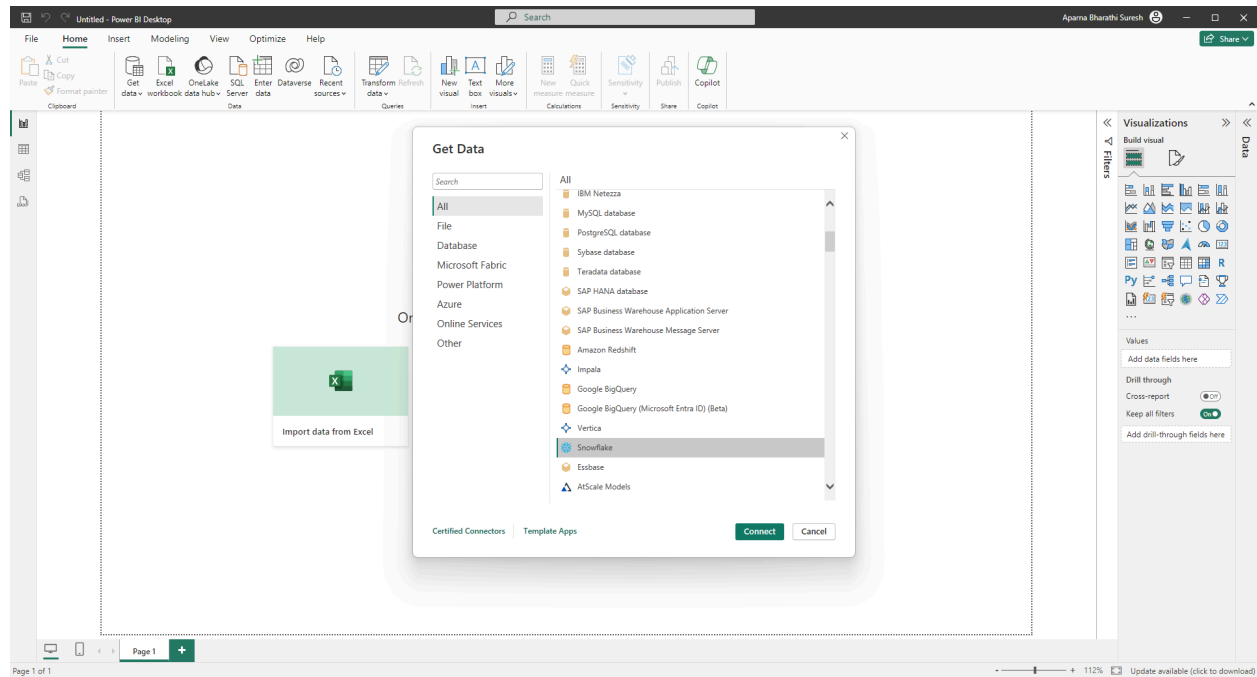 Untitled - Power BI Desktop
Search
Aparna Bharathi Suresh
File Home Insert Modeling View Optimize Help
Share
Paste
Cut
Copy
Format painter
Clipboard
Get data
Excel workbook
OneLake data hub
SQL Server
Enter data
Dataverse
Recent sources
Data
Transform data
Refresh
Queries
New visual
Text box
More visuals
Insert
New measure
Quick measure
Calculations
Sensitivity
Sensitivity
Publish
Share
Copilot
Copilot
Get Data
Search
All
File
Database
Microsoft Fabric
Power Platform
Azure
Online Services
Other
All
IBM Netezza
MySQL database
PostgreSQL database
Sybase database
Teradata database
SAP HANA database
SAP Business Warehouse Application Server
SAP Business Warehouse Message Server
Amazon Redshift
Impala
Google BigQuery
Google BigQuery (Microsoft Entra ID) (Beta)
Vertica
Snowflake
Essbase
AtScale Models
Certified Connectors
Template Apps
Connect
Cancel
Or
Import data from Excel
Filters
Visualizations
Build visual
123
R
Py
...
Values
Add data fields here
Drill through
Cross-report
Off
Keep all filters
On
Add drill-through fields here
Data
Page 1
Page 1 of 1
112%
Update available (click to download)